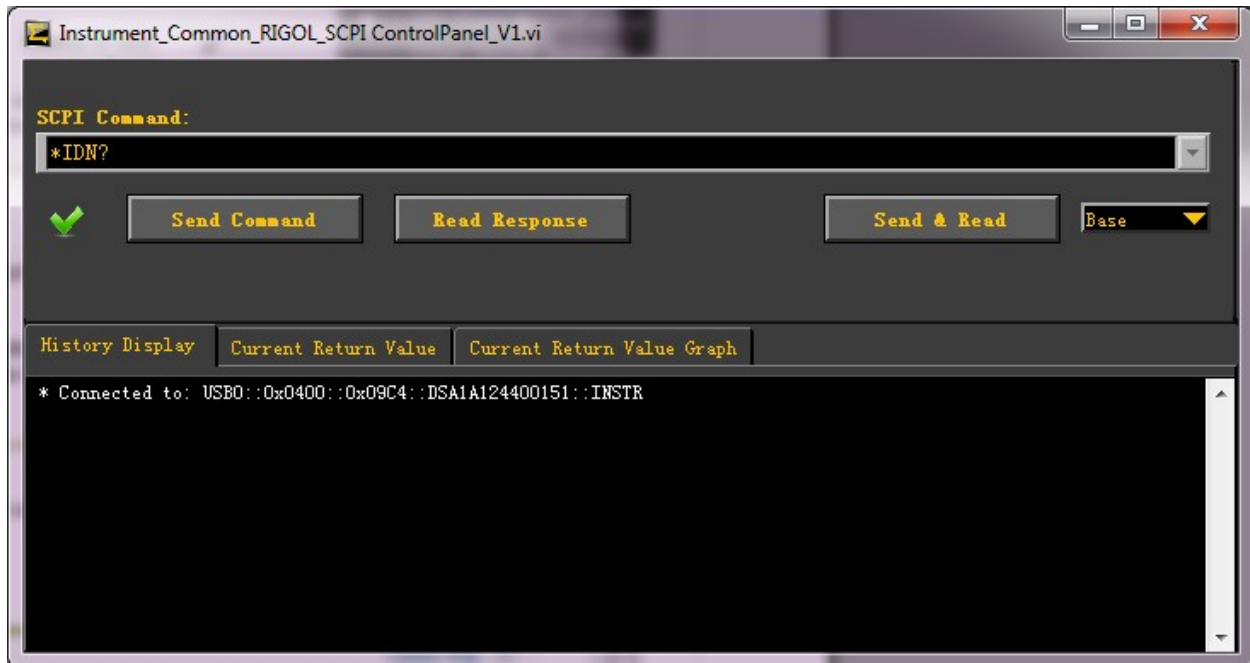 Instrument_Common_RIGOL_SCPI ControlPanel_V1.vi
SCPI Command:
*IDN?
Send Command
Read Response
Send & Read
Base
History Display
Current Return Value
Current Return Value Graph
* Connected to: USB0::0x0400::0x09C4::DSA1A124400151::INSTR